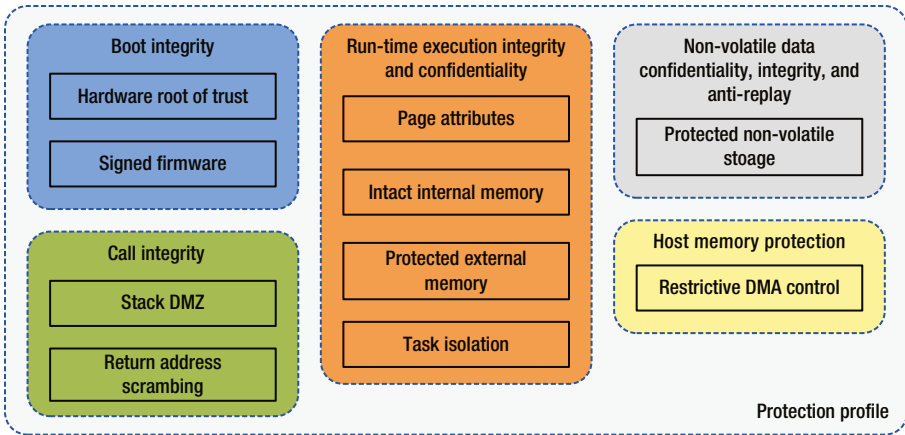 Boot integrity
Hardware root of trust
Signed firmware
Call integrity
Stack DMZ
Return address
scrambing
Run-time execution integrity
and confidentiality
Page attributes
Intact internal memory
Protected external
memory
Task isolation
Non-volatile data
confidentiality, integrity, and
anti-replay
Protected non-volatile
stoage
Host memory protection
Restrictive DMA control
Protection profile